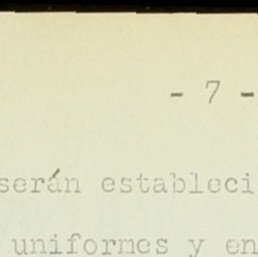 - 7 -
serán estableci
uniformes y en